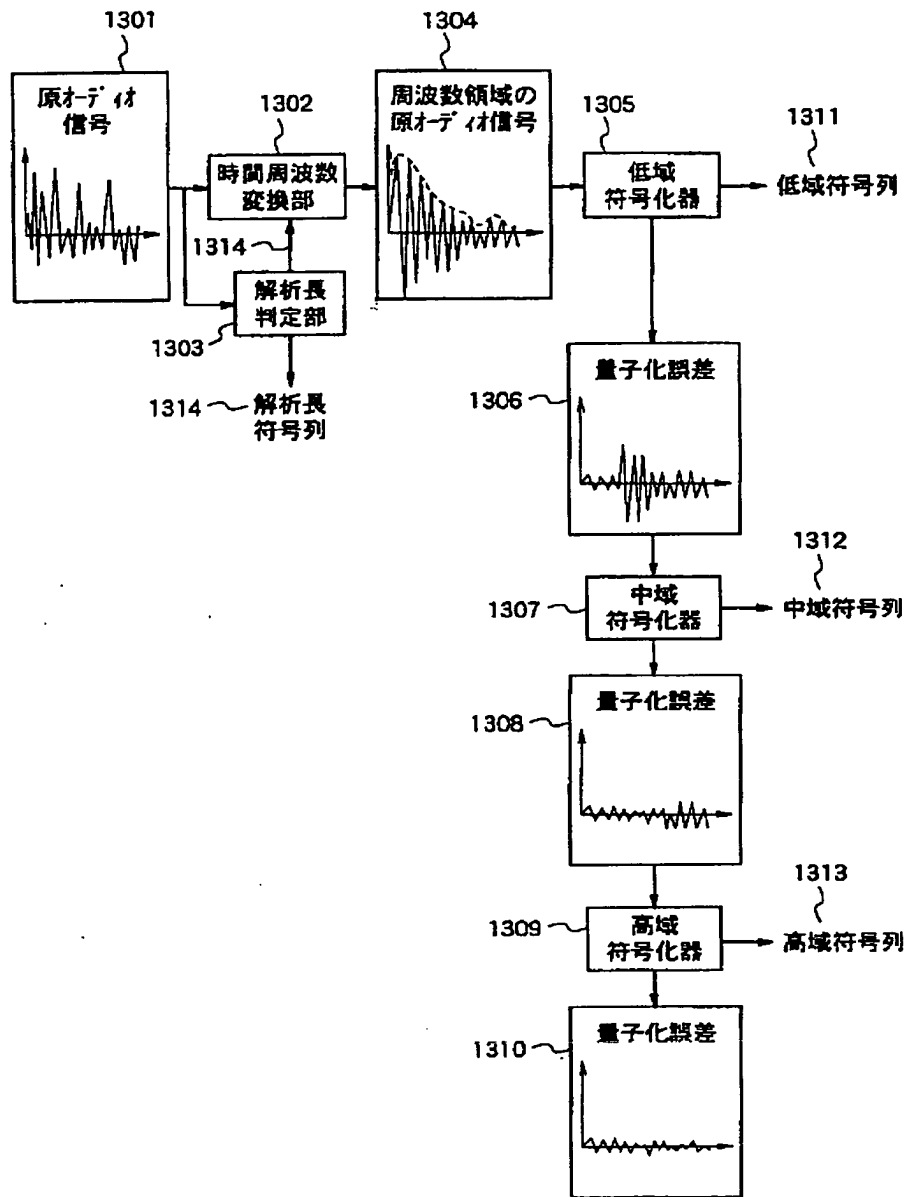 1301
原オーディオ
信号
1302
時間周波数
変換部
1314
解析長
判定部
1303
1314
解析長
符号列
1304
周波数領域の
原オーディオ信号
1305
低域
符号化器
1311
低域符号列
1306
量子化誤差
1307
中域
符号化器
1312
中域符号列
1308
量子化誤差
1309
高域
符号化器
1313
高域符号列
1310
量子化誤差